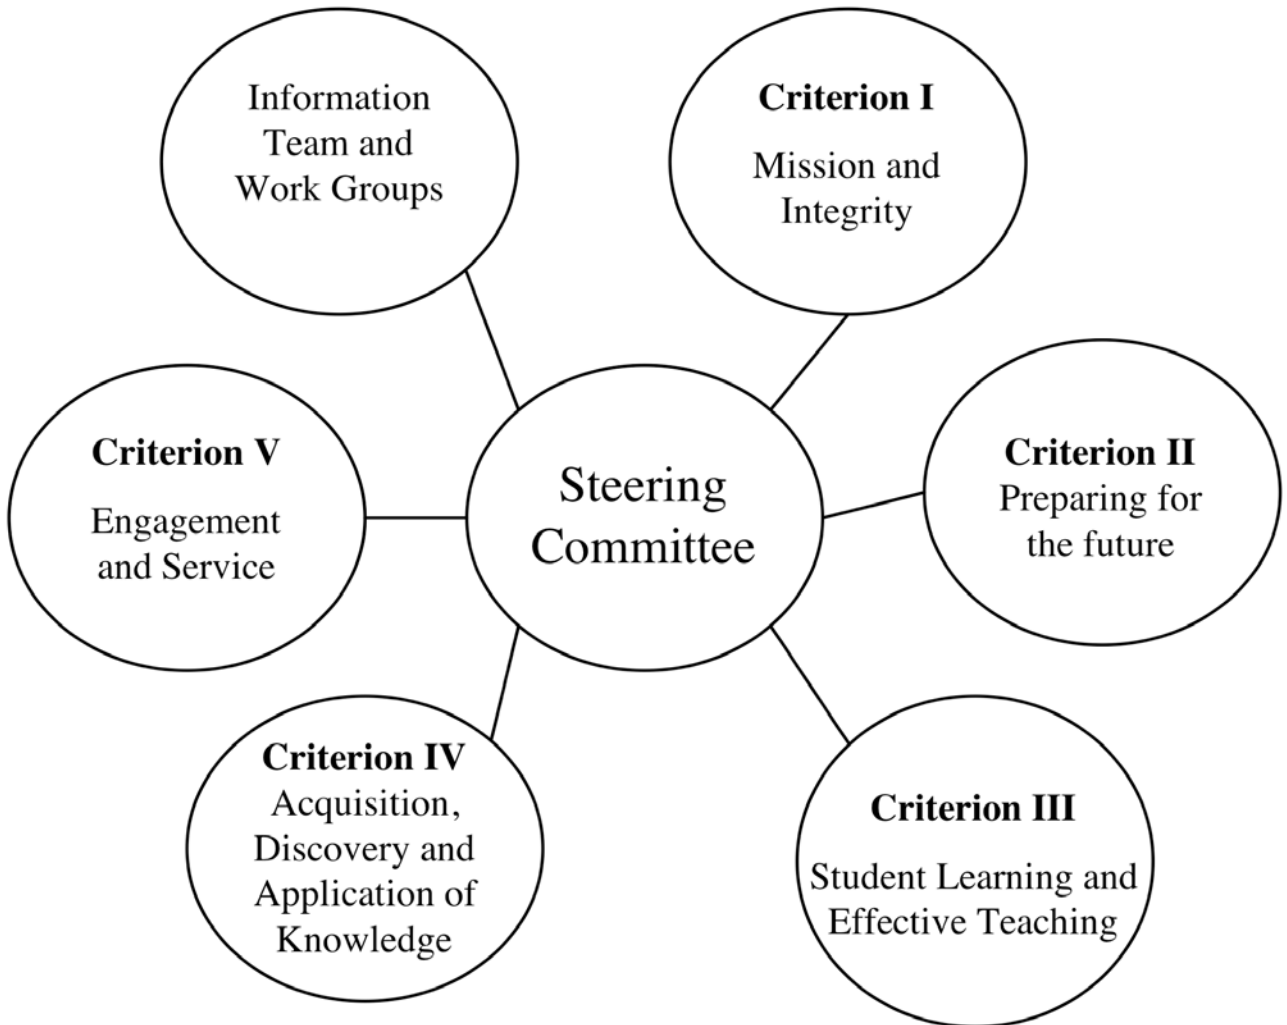 Information
Team and
Work Groups
Criterion I
Mission and
Integrity
Criterion V
Engagement
and Service
Steering
Committee
Criterion II
Preparing for
the future
Criterion IV
Acquisition,
Discovery and
Application of
Knowledge
Criterion III
Student Learning and
Effective Teaching